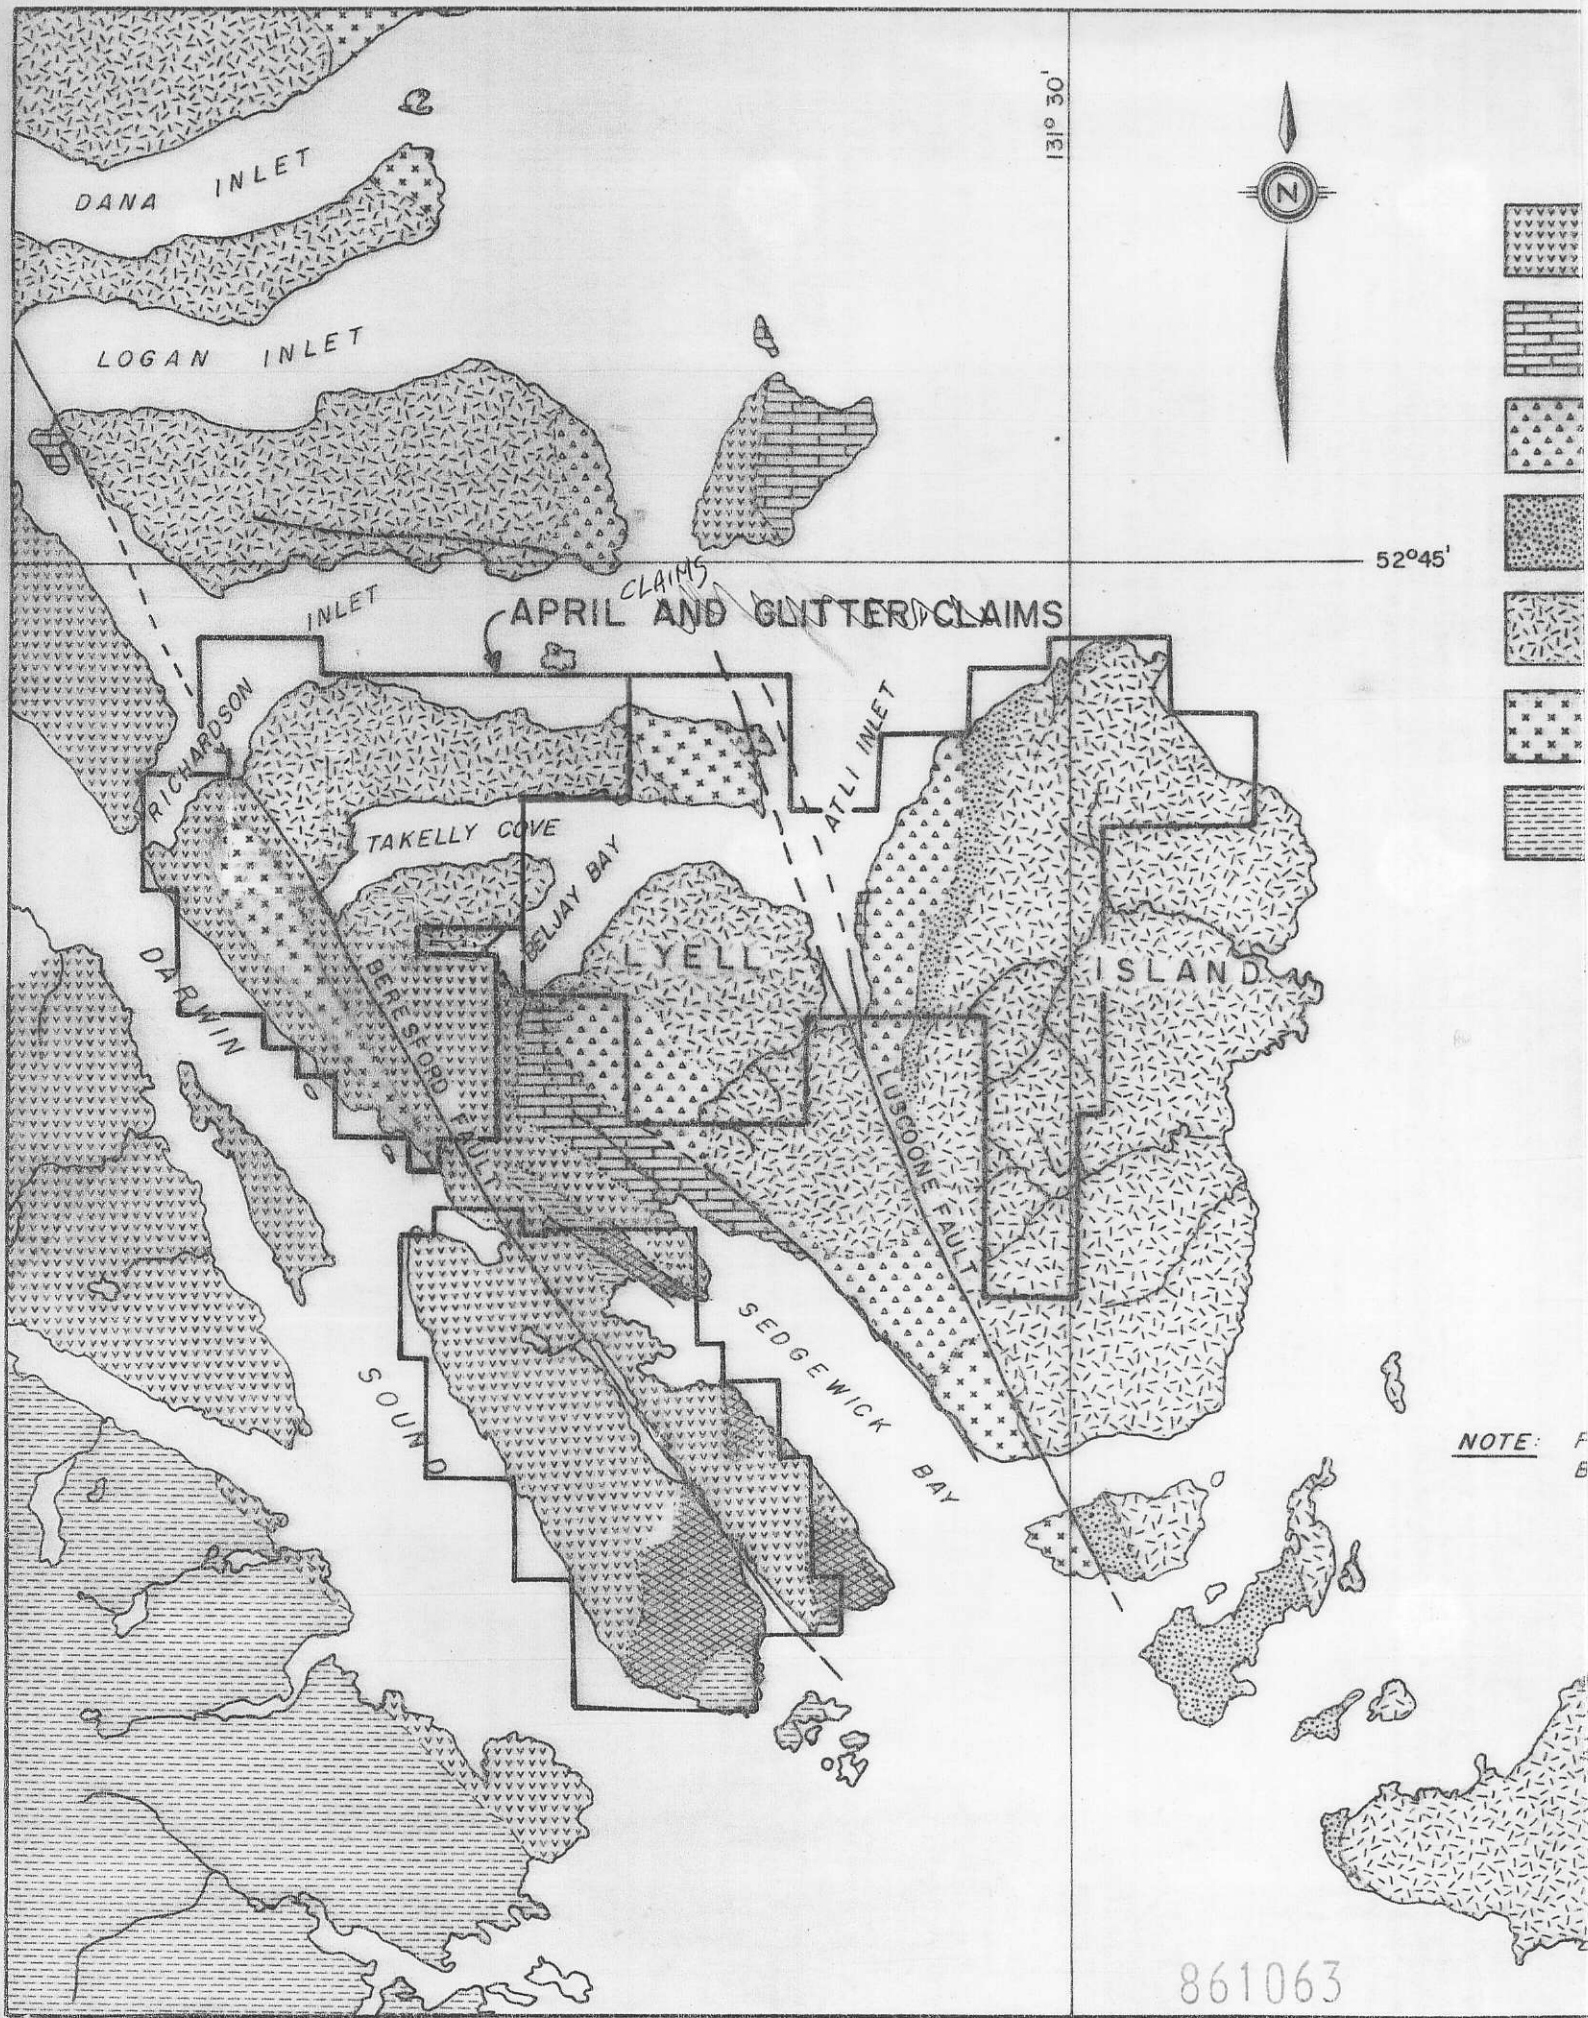 131° 30'
N
DANA INLET
LOGAN INLET
52°45'
CLAIMS
APRIL AND GLITTER CLAIMS
RICHARDSON INLET
ATLI INLET
TAKELLY COVE
BELJAY BAY
LYELL ISLAND
DARWIN SOUND
BERESFORD FAULT
LUSCOONE FAULT
SEDGEWICK BAY
NOTE:
861063